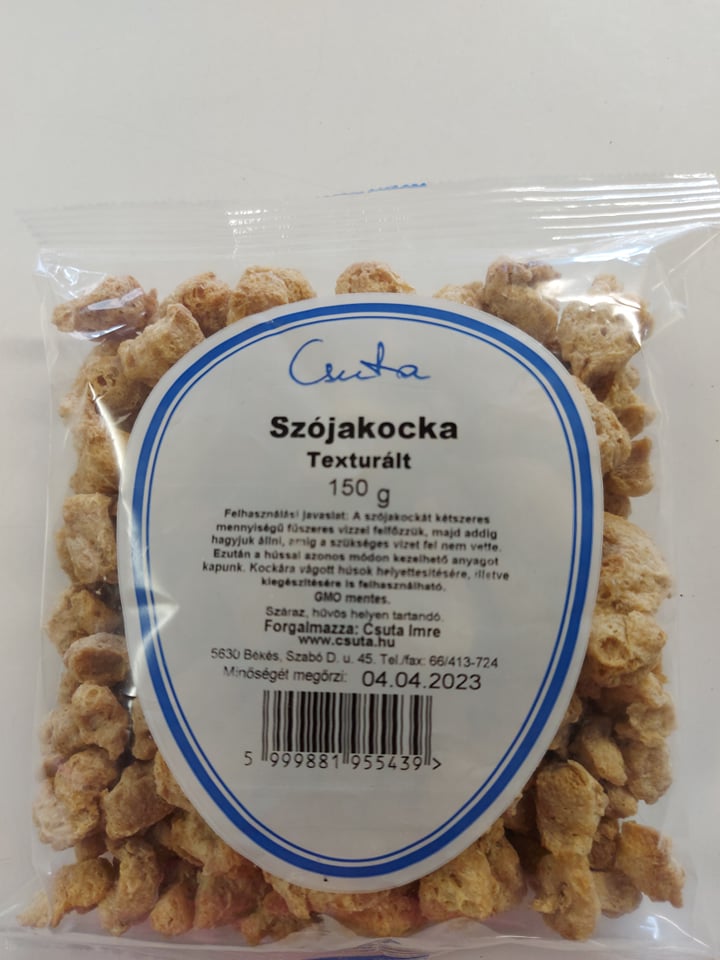 Csuta
Szójakocka
Texturált
150 g
Felhasználási javaslat: A szójakockát kétszeres
mennyiségű fűszeres vízzel felfőzzük, majd addig
hagyjuk állni, amíg a szükséges vizet fel nem vette.
Ezután a hússal azonos módon kezelhető anyagot
kapunk. Kockára vágott húsok helyettesítésére, illetve
kiegészítésére is felhasználható.
GMO mentes.
Száraz, hűvös helyen tartandó.
Forgalmazza: Csuta Imre
www.csuta.hu
5630 Békés, Szabó D. u. 45. Tel./fax: 66/413-724
Minőségét megőrzi: 04.04.2023
5 999881 955439 >